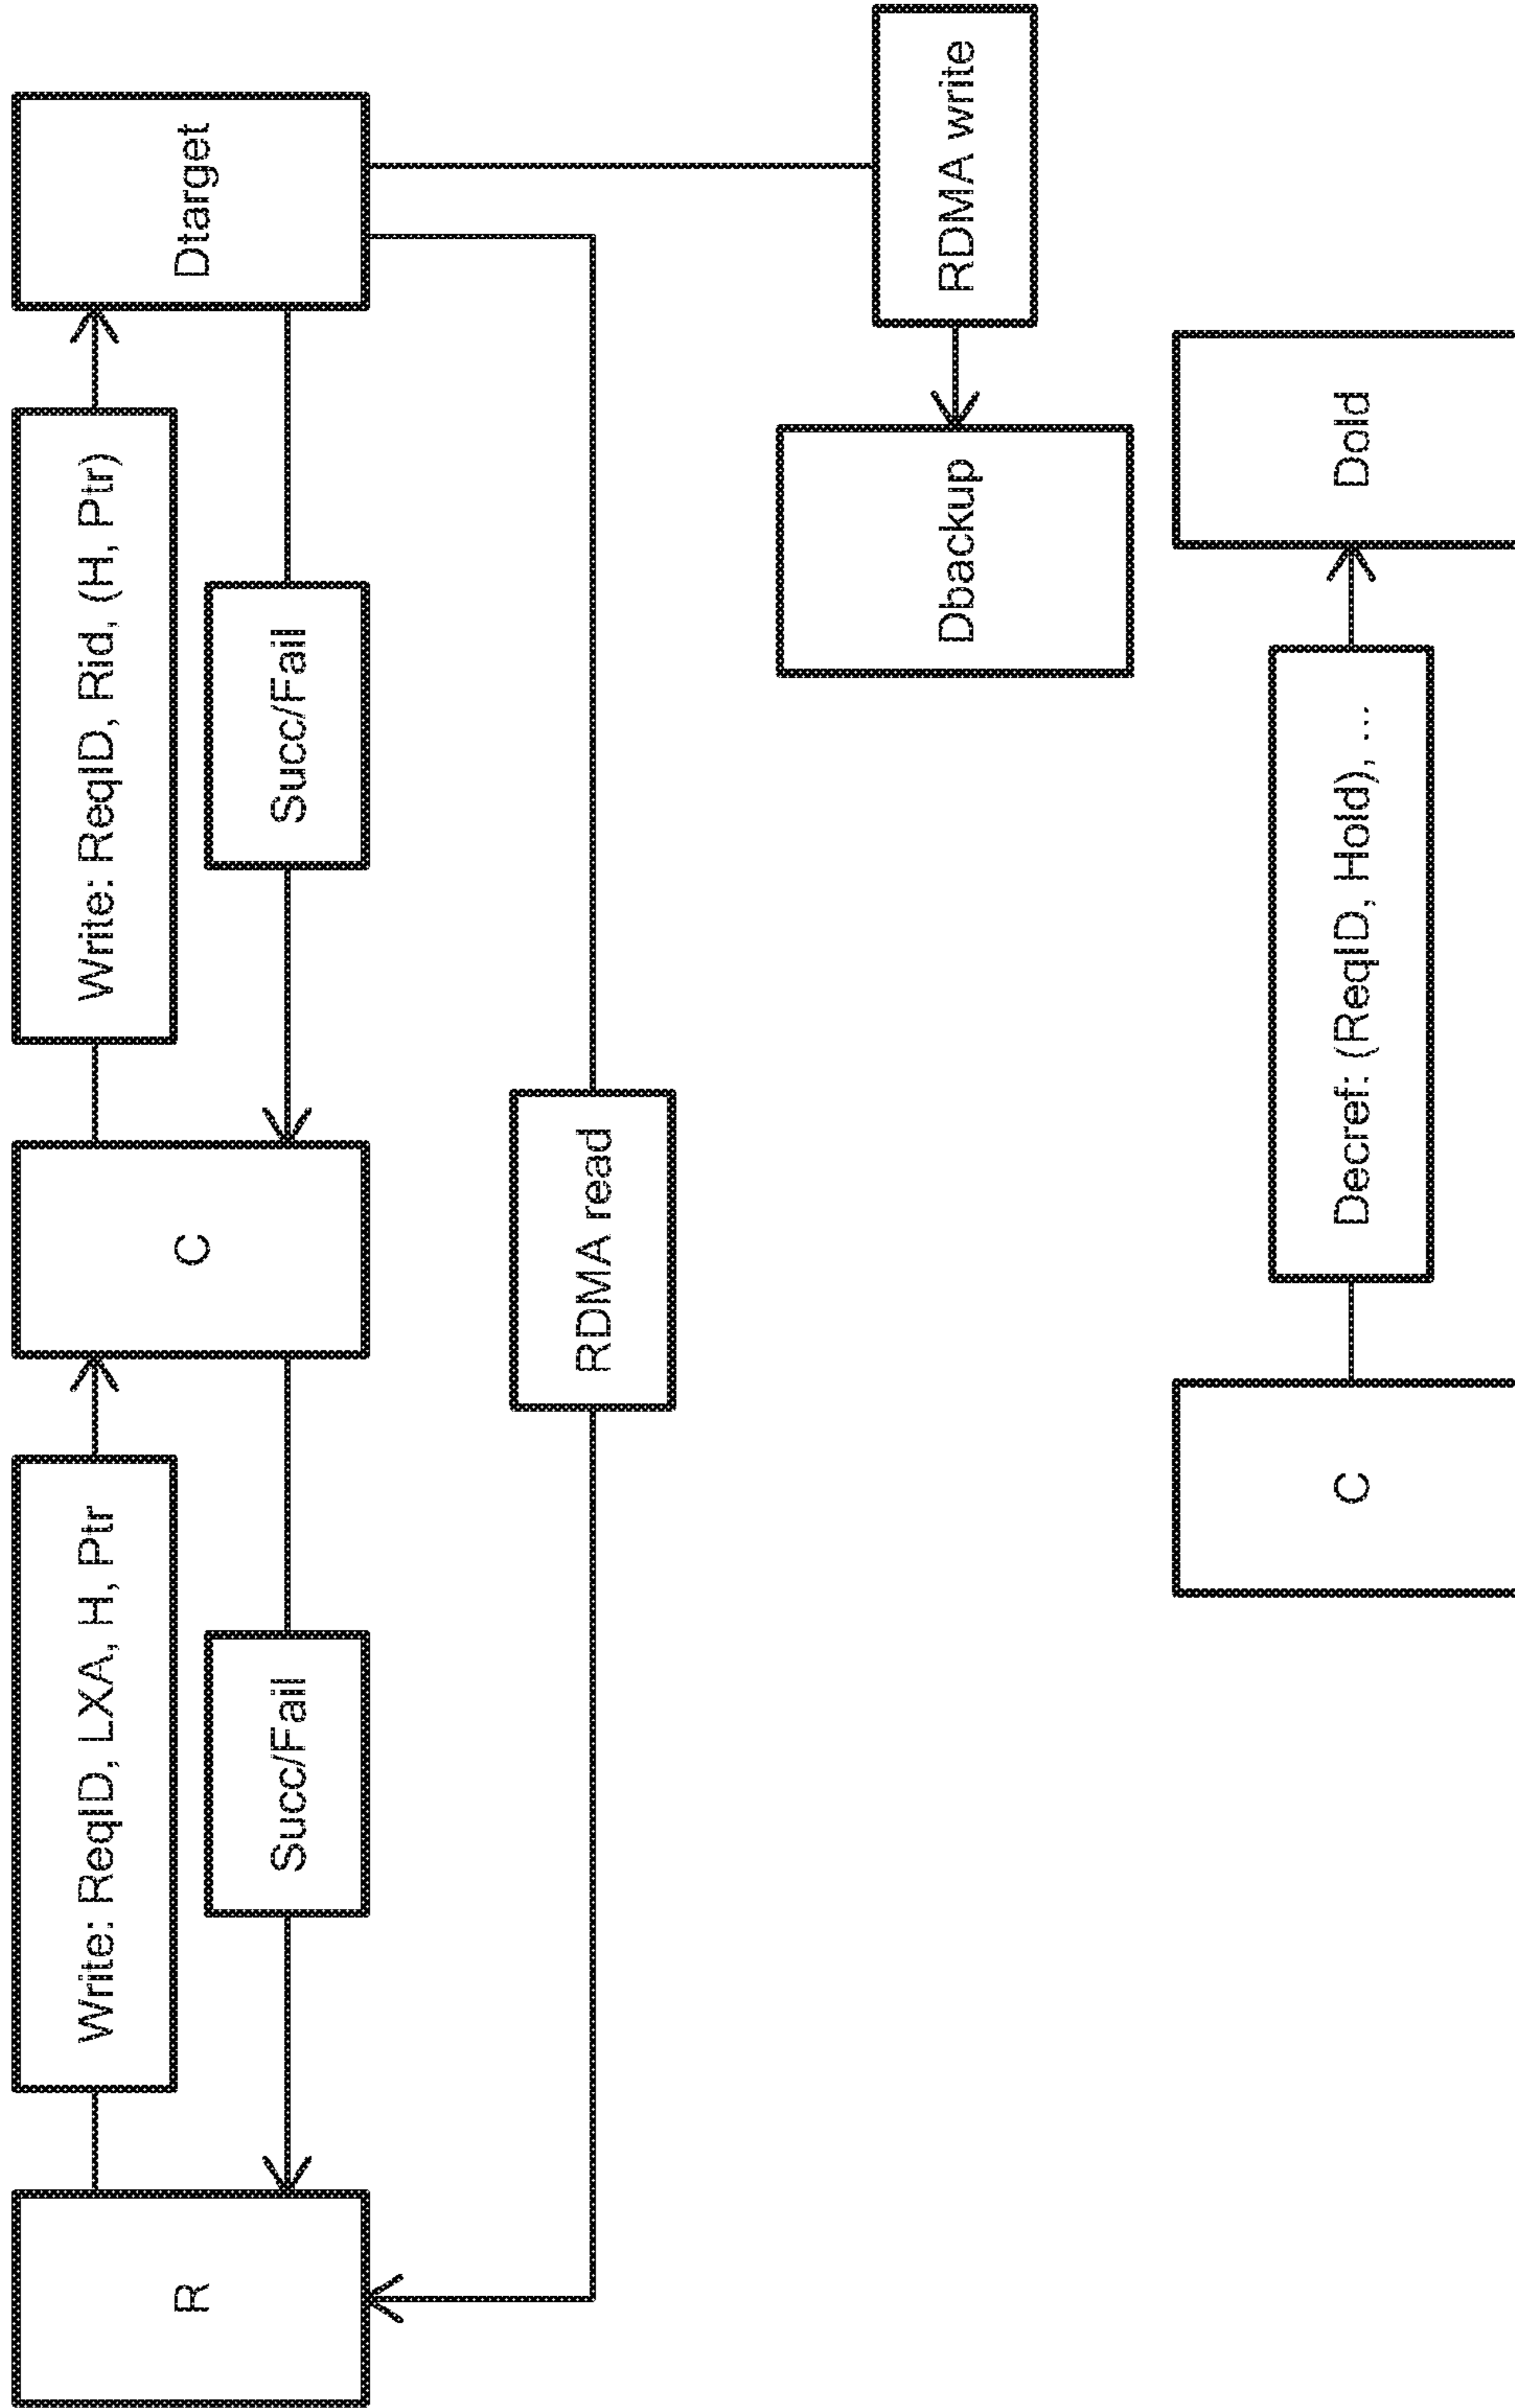 R
Write: ReqID, LXA, H, Ptr
C
Write: ReqID, Rid, (H, Ptr)
Dtarget
Succ/Fail
Succ/Fail
RDMA read
RDMA write
Dbackup
C
Decref: (ReqID, Hold), ...
Dold